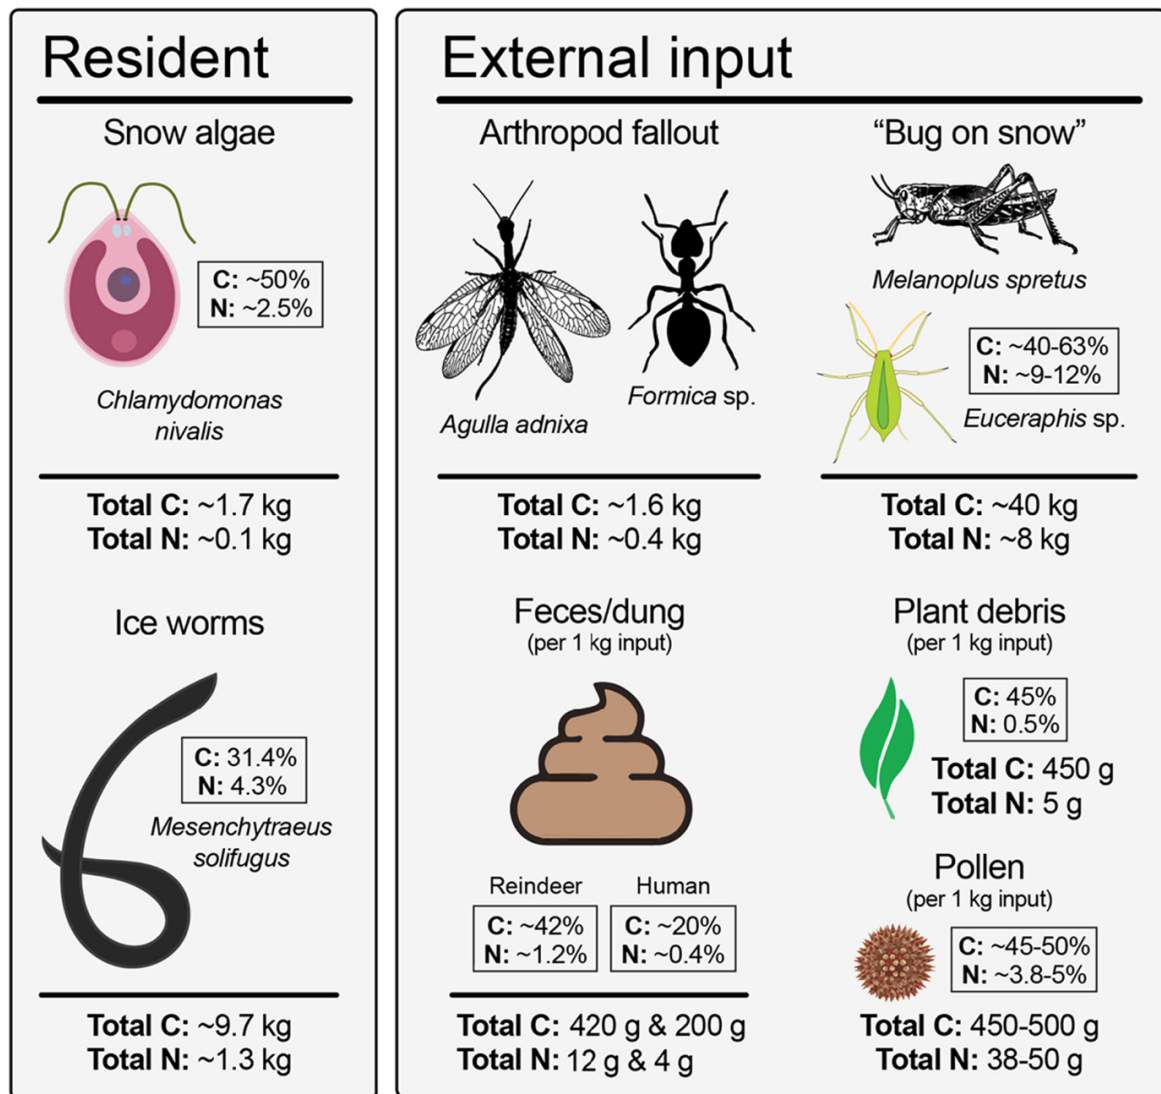 Resident
Snow algae
C: ~50%
N: ~2.5%
Chlamydomonas
nivalis
Total C: ~1.7 kg
Total N: ~0.1 kg
Ice worms
C: 31.4%
N: 4.3%
Mesenchytraeus
solifugus
Total C: ~9.7 kg
Total N: ~1.3 kg
External input
Arthropod fallout
Agulla adnixa
Formica sp.
Total C: ~1.6 kg
Total N: ~0.4 kg
“Bug on snow”
Melanoplus spretus
C: ~40-63%
N: ~9-12%
Euceraphis sp.
Total C: ~40 kg
Total N: ~8 kg
Feces/dung
(per 1 kg input)
Reindeer
C: ~42%
N: ~1.2%
Human
C: ~20%
N: ~0.4%
Total C: 420 g & 200 g
Total N: 12 g & 4 g
Plant debris
(per 1 kg input)
C: 45%
N: 0.5%
Total C: 450 g
Total N: 5 g
Pollen
(per 1 kg input)
C: ~45-50%
N: ~3.8-5%
Total C: 450-500 g
Total N: 38-50 g